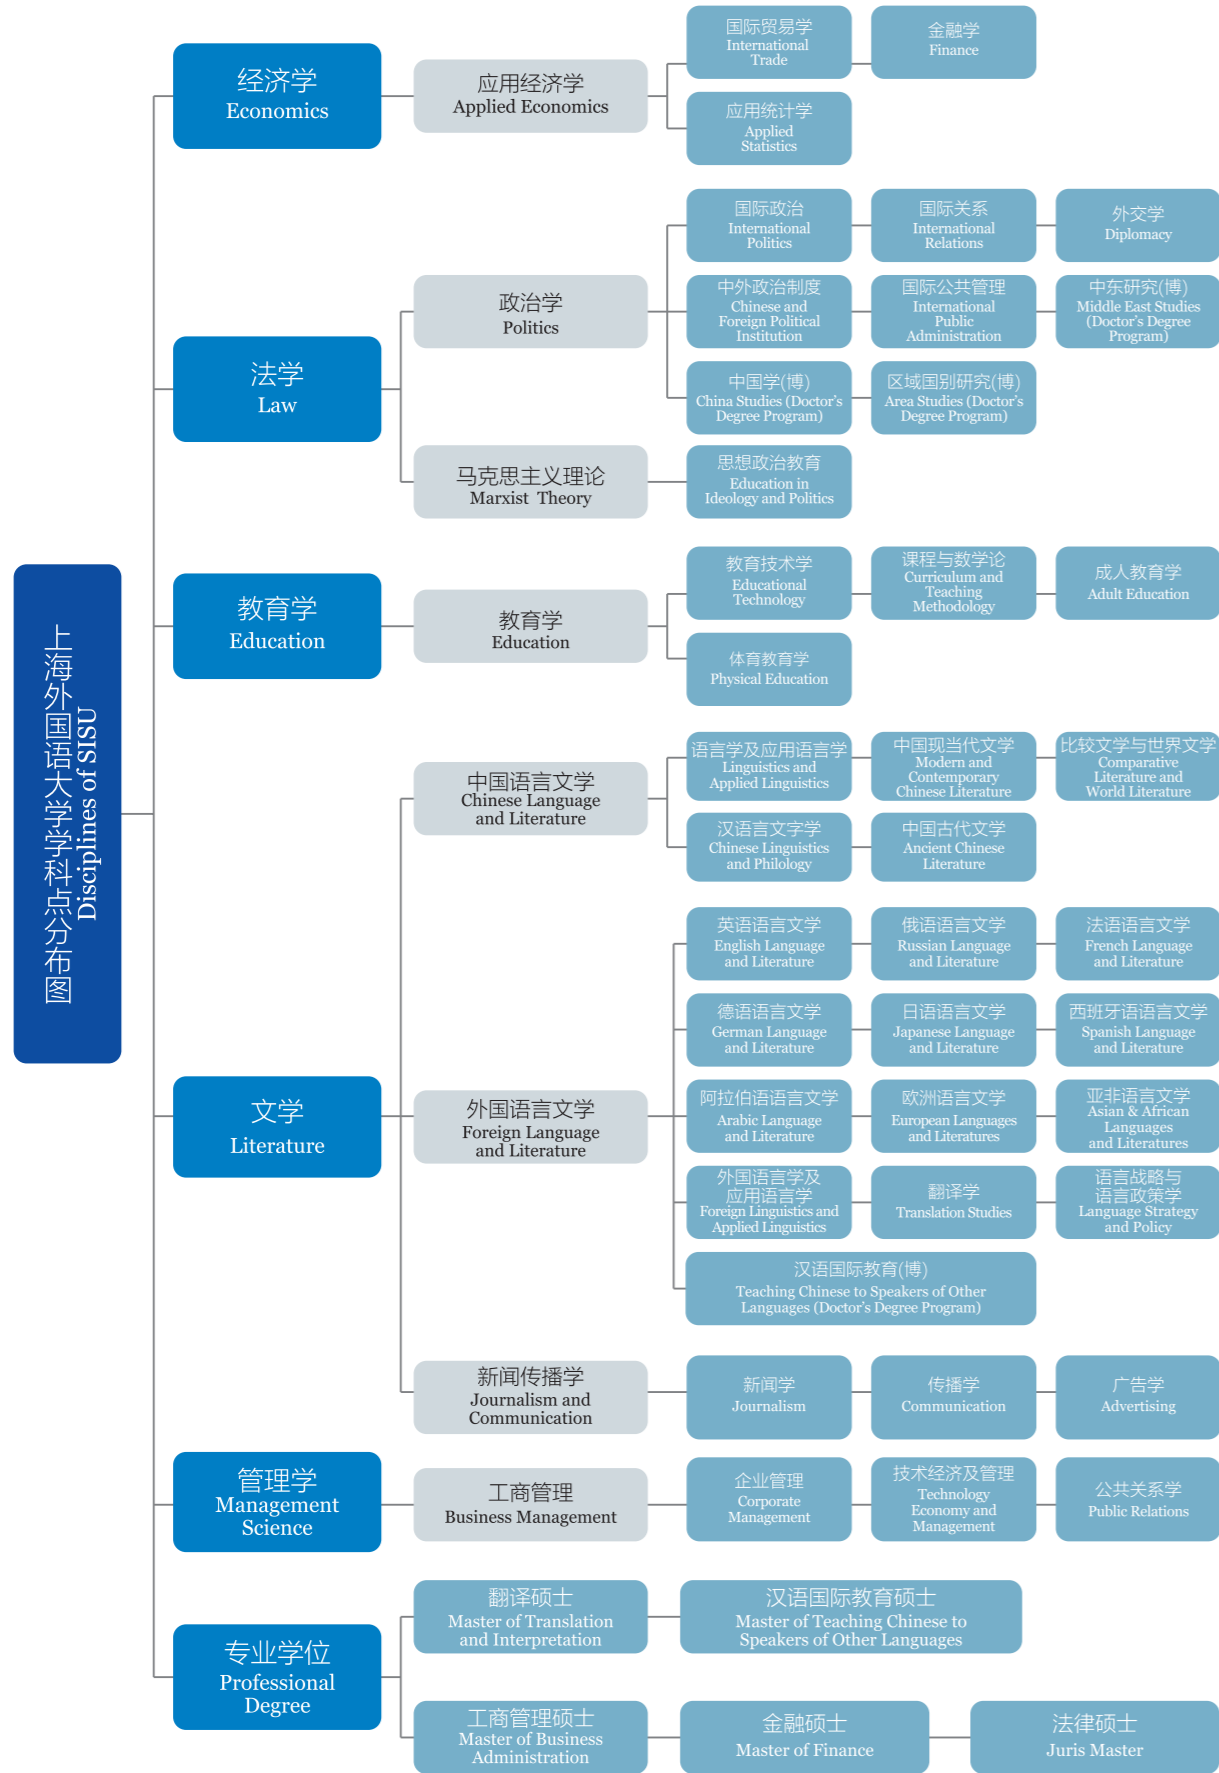 上海外国语大学学科点分布图
Disciplines of SISU
经济学
Economics
应用经济学
Applied Economics
国际贸易学
International
Trade
金融学
Finance
应用统计学
Applied
Statistics
法学
Law
政治学
Politics
国际政治
International
Politics
国际关系
International
Relations
外交学
Diplomacy
中外政治制度
Chinese and
Foreign Political
Institution
国际公共管理
International
Public
Administration
中东研究(博)
Middle East Studies
(Doctor's Degree
Program)
中国学(博)
China Studies (Doctor's
Degree Program)
区域国别研究(博)
Area Studies (Doctor's
Degree Program)
马克思主义理论
Marxist Theory
思想政治教育
Education in
Ideology and Politics
教育学
Education
教育学
Education
教育技术学
Educational
Technology
课程与数学论
Curriculum and
Teaching
Methodology
成人教育学
Adult Education
体育教育学
Physical Education
文学
Literature
中国语言文学
Chinese Language
and Literature
语言学及应用语言学
Linguistics and
Applied Linguistics
中国现当代文学
Modern and
Contemporary
Chinese Literature
比较文学与世界文学
Comparative
Literature and
World Literature
汉语言文字学
Chinese Linguistics
and Philology
中国古代文学
Ancient Chinese
Literature
外国语言文学
Foreign Language
and Literature
英语语言文学
English Language
and Literature
俄语语言文学
Russian Language
and Literature
法语语言文学
French Language
and Literature
德语语言文学
German Language
and Literature
日语语言文学
Japanese Language
and Literature
西班牙语语言文学
Spanish Language
and Literature
阿拉伯语语言文学
Arabic Language
and Literature
欧洲语言文学
European Languages
and Literatures
亚非语言文学
Asian & African
Languages
and Literatures
外国语言学及
应用语言学
Foreign Linguistics and
Applied Linguistics
翻译学
Translation Studies
语言战略与
语言政策学
Language Strategy
and Policy
汉语国际教育(博)
Teaching Chinese to Speakers of Other
Languages (Doctor's Degree Program)
新闻传播学
Journalism and
Communication
新闻学
Journalism
传播学
Communication
广告学
Advertising
管理学
Management
Science
工商管理
Business Management
企业管理
Corporate
Management
技术经济及管理
Technology
Economy and
Management
公共关系学
Public Relations
专业学位
Professional
Degree
翻译硕士
Master of Translation
and Interpretation
汉语国际教育硕士
Master of Teaching Chinese to
Speakers of Other Languages
工商管理硕士
Master of Business
Administration
金融硕士
Master of Finance
法律硕士
Juris Master